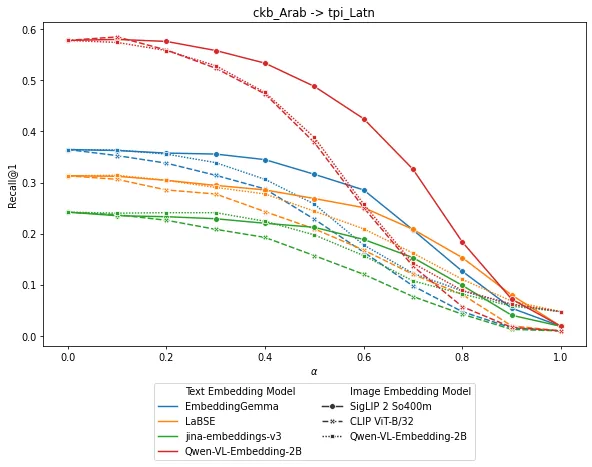 ckb_Arab -> tpi_Latn
Recall@1
0.6
0.5
0.4
0.3
0.2
0.1
0.0
0.0 0.2 0.4 0.6 0.8 1.0
α
Text Embedding Model
EmbeddingGemma
LaBSE
jina-embeddings-v3
Qwen-VL-Embedding-2B
Image Embedding Model
SigLIP 2 So400m
CLIP ViT-B/32
Qwen-VL-Embedding-2B